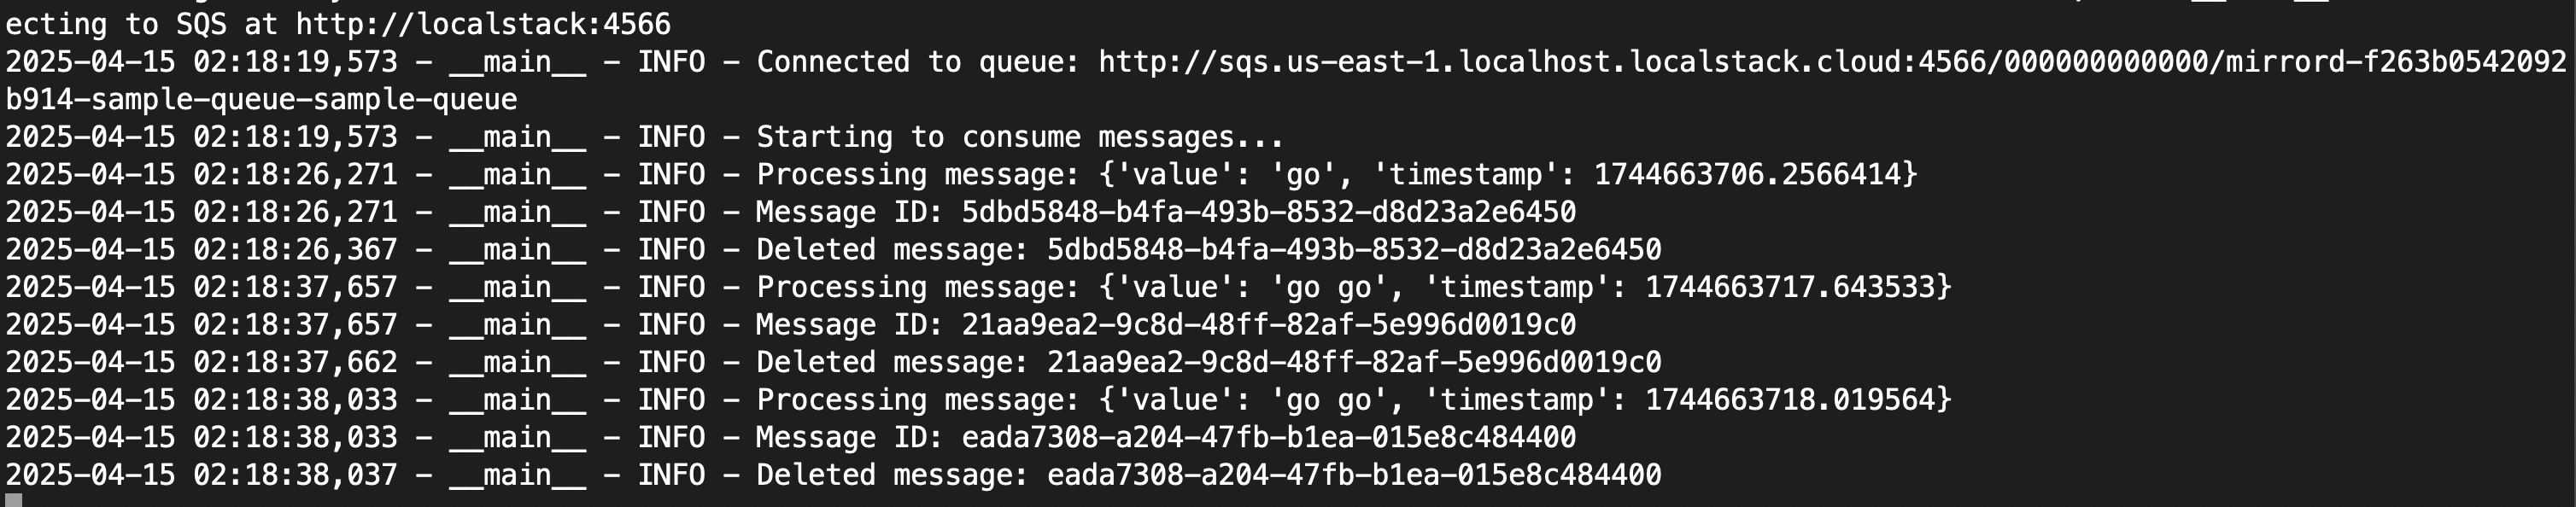 ecting to SQS at http://localstack:4566
2025-04-15 02:18:19,573 - __main__ - INFO - Connected to queue: http://sqs.us-east-1.localhost.localstack.cloud:4566/000000000000/mirrord-f263b0542092
b914-sample-queue-sample-queue
2025-04-15 02:18:19,573 - __main__ - INFO - Starting to consume messages...
2025-04-15 02:18:26,271 - __main__ - INFO - Processing message: {'value': 'go', 'timestamp': 1744663706.2566414}
2025-04-15 02:18:26,271 - __main__ - INFO - Message ID: 5dbd5848-b4fa-493b-8532-d8d23a2e6450
2025-04-15 02:18:26,367 - __main__ - INFO - Deleted message: 5dbd5848-b4fa-493b-8532-d8d23a2e6450
2025-04-15 02:18:37,657 - __main__ - INFO - Processing message: {'value': 'go go', 'timestamp': 1744663717.643533}
2025-04-15 02:18:37,657 - __main__ - INFO - Message ID: 21aa9ea2-9c8d-48ff-82af-5e996d0019c0
2025-04-15 02:18:37,662 - __main__ - INFO - Deleted message: 21aa9ea2-9c8d-48ff-82af-5e996d0019c0
2025-04-15 02:18:38,033 - __main__ - INFO - Processing message: {'value': 'go go', 'timestamp': 1744663718.019564}
2025-04-15 02:18:38,033 - __main__ - INFO - Message ID: eada7308-a204-47fb-b1ea-015e8c484400
2025-04-15 02:18:38,037 - __main__ - INFO - Deleted message: eada7308-a204-47fb-b1ea-015e8c484400